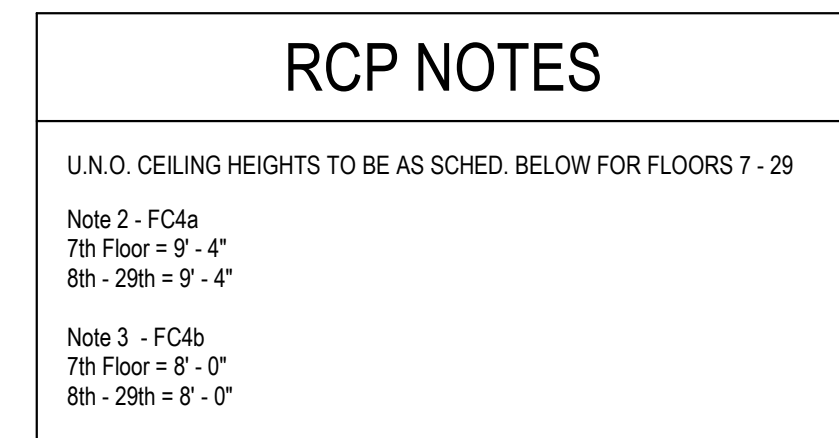 RCP NOTES
U.N.O. CEILING HEIGHTS TO BE AS SCHED. BELOW FOR FLOORS 7 - 29
Note 2 - FC4a
7th Floor = 9' - 4"
8th - 29th = 9' - 4"
Note 3  - FC4b
7th Floor = 8' - 0"
8th - 29th = 8' - 0"